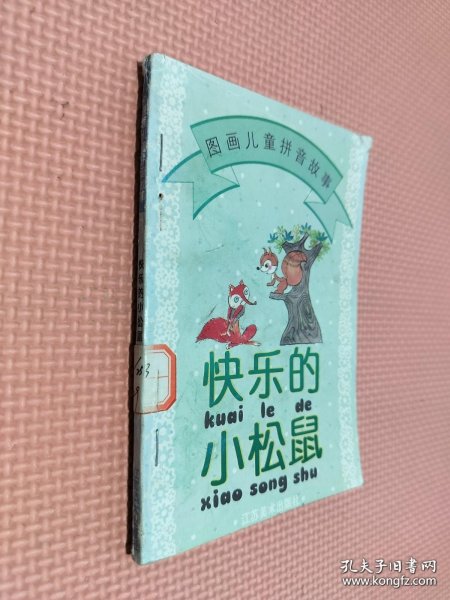 图画儿童拼音故事
快乐的
kuai le de
小松鼠
xiao song shu
江苏美术出版社
孔夫子旧书网
www.kongfz.com